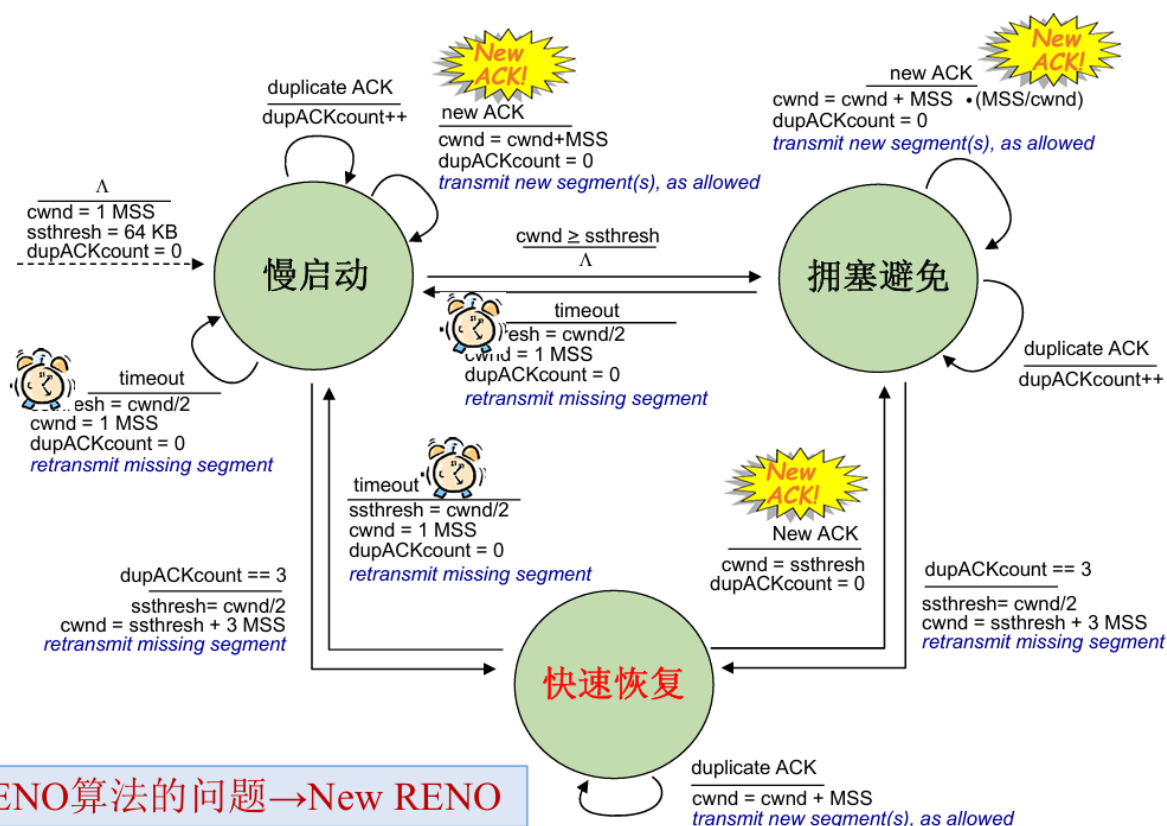 New
ACK!
duplicate ACK
dupACKcount++
new ACK
cwnd = cwnd+MSS
dupACKcount = 0
transmit new segment(s), as allowed
New
ACK!
new ACK
cwnd = cwnd + MSS •(MSS/cwnd)
dupACKcount = 0
transmit new segment(s), as allowed
Λ
cwnd = 1 MSS
ssthresh = 64 KB
dupACKcount = 0
慢启动
cwnd ≥ ssthresh
Λ
拥塞避免
timeout
resh = cwnd/2
cwnd = 1 MSS
dupACKcount = 0
retransmit missing segment
duplicate ACK
dupACKcount++
timeout
ssthresh = cwnd/2
cwnd = 1 MSS
dupACKcount = 0
retransmit missing segment
timeout
ssthresh = cwnd/2
cwnd = 1 MSS
dupACKcount = 0
retransmit missing segment
New
ACK!
New ACK
cwnd = ssthresh
dupACKcount = 0
dupACKcount == 3
ssthresh= cwnd/2
cwnd = ssthresh + 3 MSS
retransmit missing segment
dupACKcount == 3
ssthresh= cwnd/2
cwnd = ssthresh + 3 MSS
retransmit missing segment
快速恢复
duplicate ACK
cwnd = cwnd + MSS
transmit new segment(s), as allowed
ENO算法的问题→New RENO